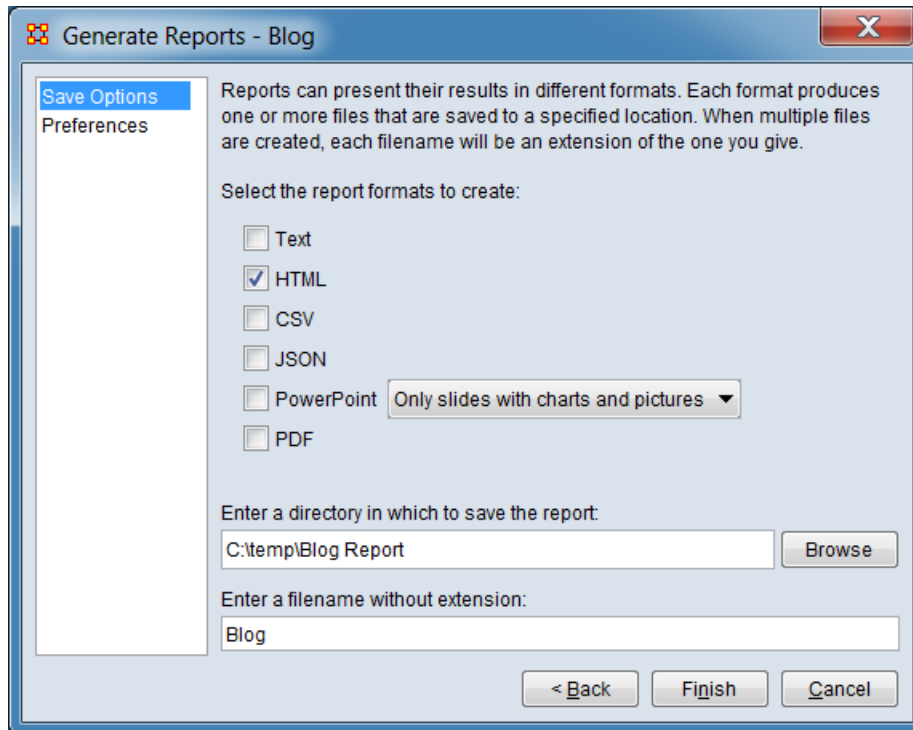 Generate Reports - Blog
X
Save Options
Preferences
Reports can present their results in different formats. Each format produces
one or more files that are saved to a specified location. When multiple files
are created, each filename will be an extension of the one you give.
Select the report formats to create:
Text
HTML
CSV
JSON
PowerPoint Only slides with charts and pictures
PDF
Enter a directory in which to save the report:
C:\temp\Blog Report Browse
Enter a filename without extension:
Blog
< Back Finish Cancel